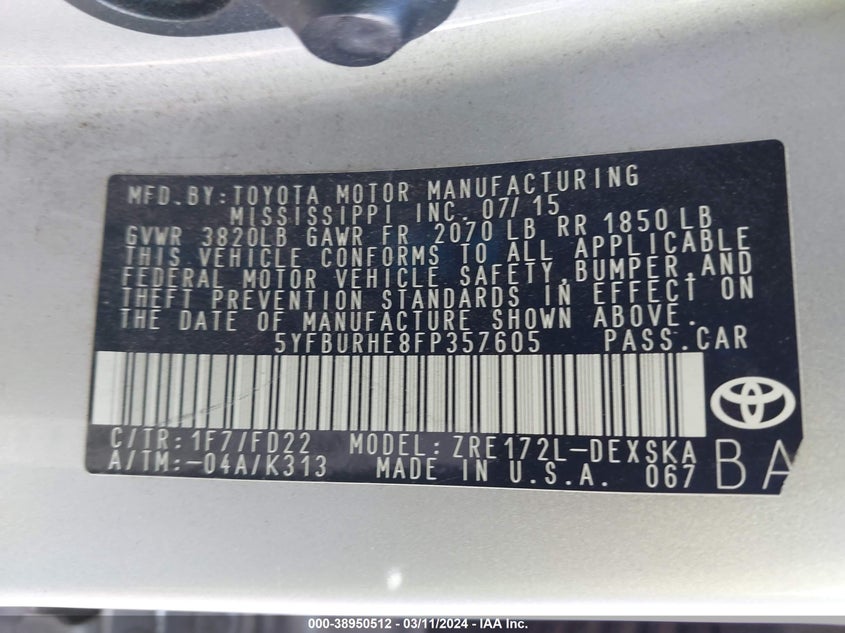 MFD.BY:TOYOTA MOTOR MANUFACTURING
MISSISSIPPI INC. 07/15
GVWR 3820LB GAWR FR 2070 LB RR 1850 LB
THIS VEHICLE CONFORMS TO ALL APPLICABLE
FEDERAL MOTOR VEHICLE SAFETY,BUMPER,AND
THEFT PREVENTION STANDARDS IN EFFECT ON
THE DATE OF MANUFACTURE SHOWN ABOVE.
5YFBURHE8FP357605 PASS.CAR
C/TR:1F7/FD22 MODEL:ZRE172L-DEXSKA
A/TM:-04A/K313 MADE IN U.S.A. 067 BA
000-38950512 - 03/11/2024 - IAA Inc.